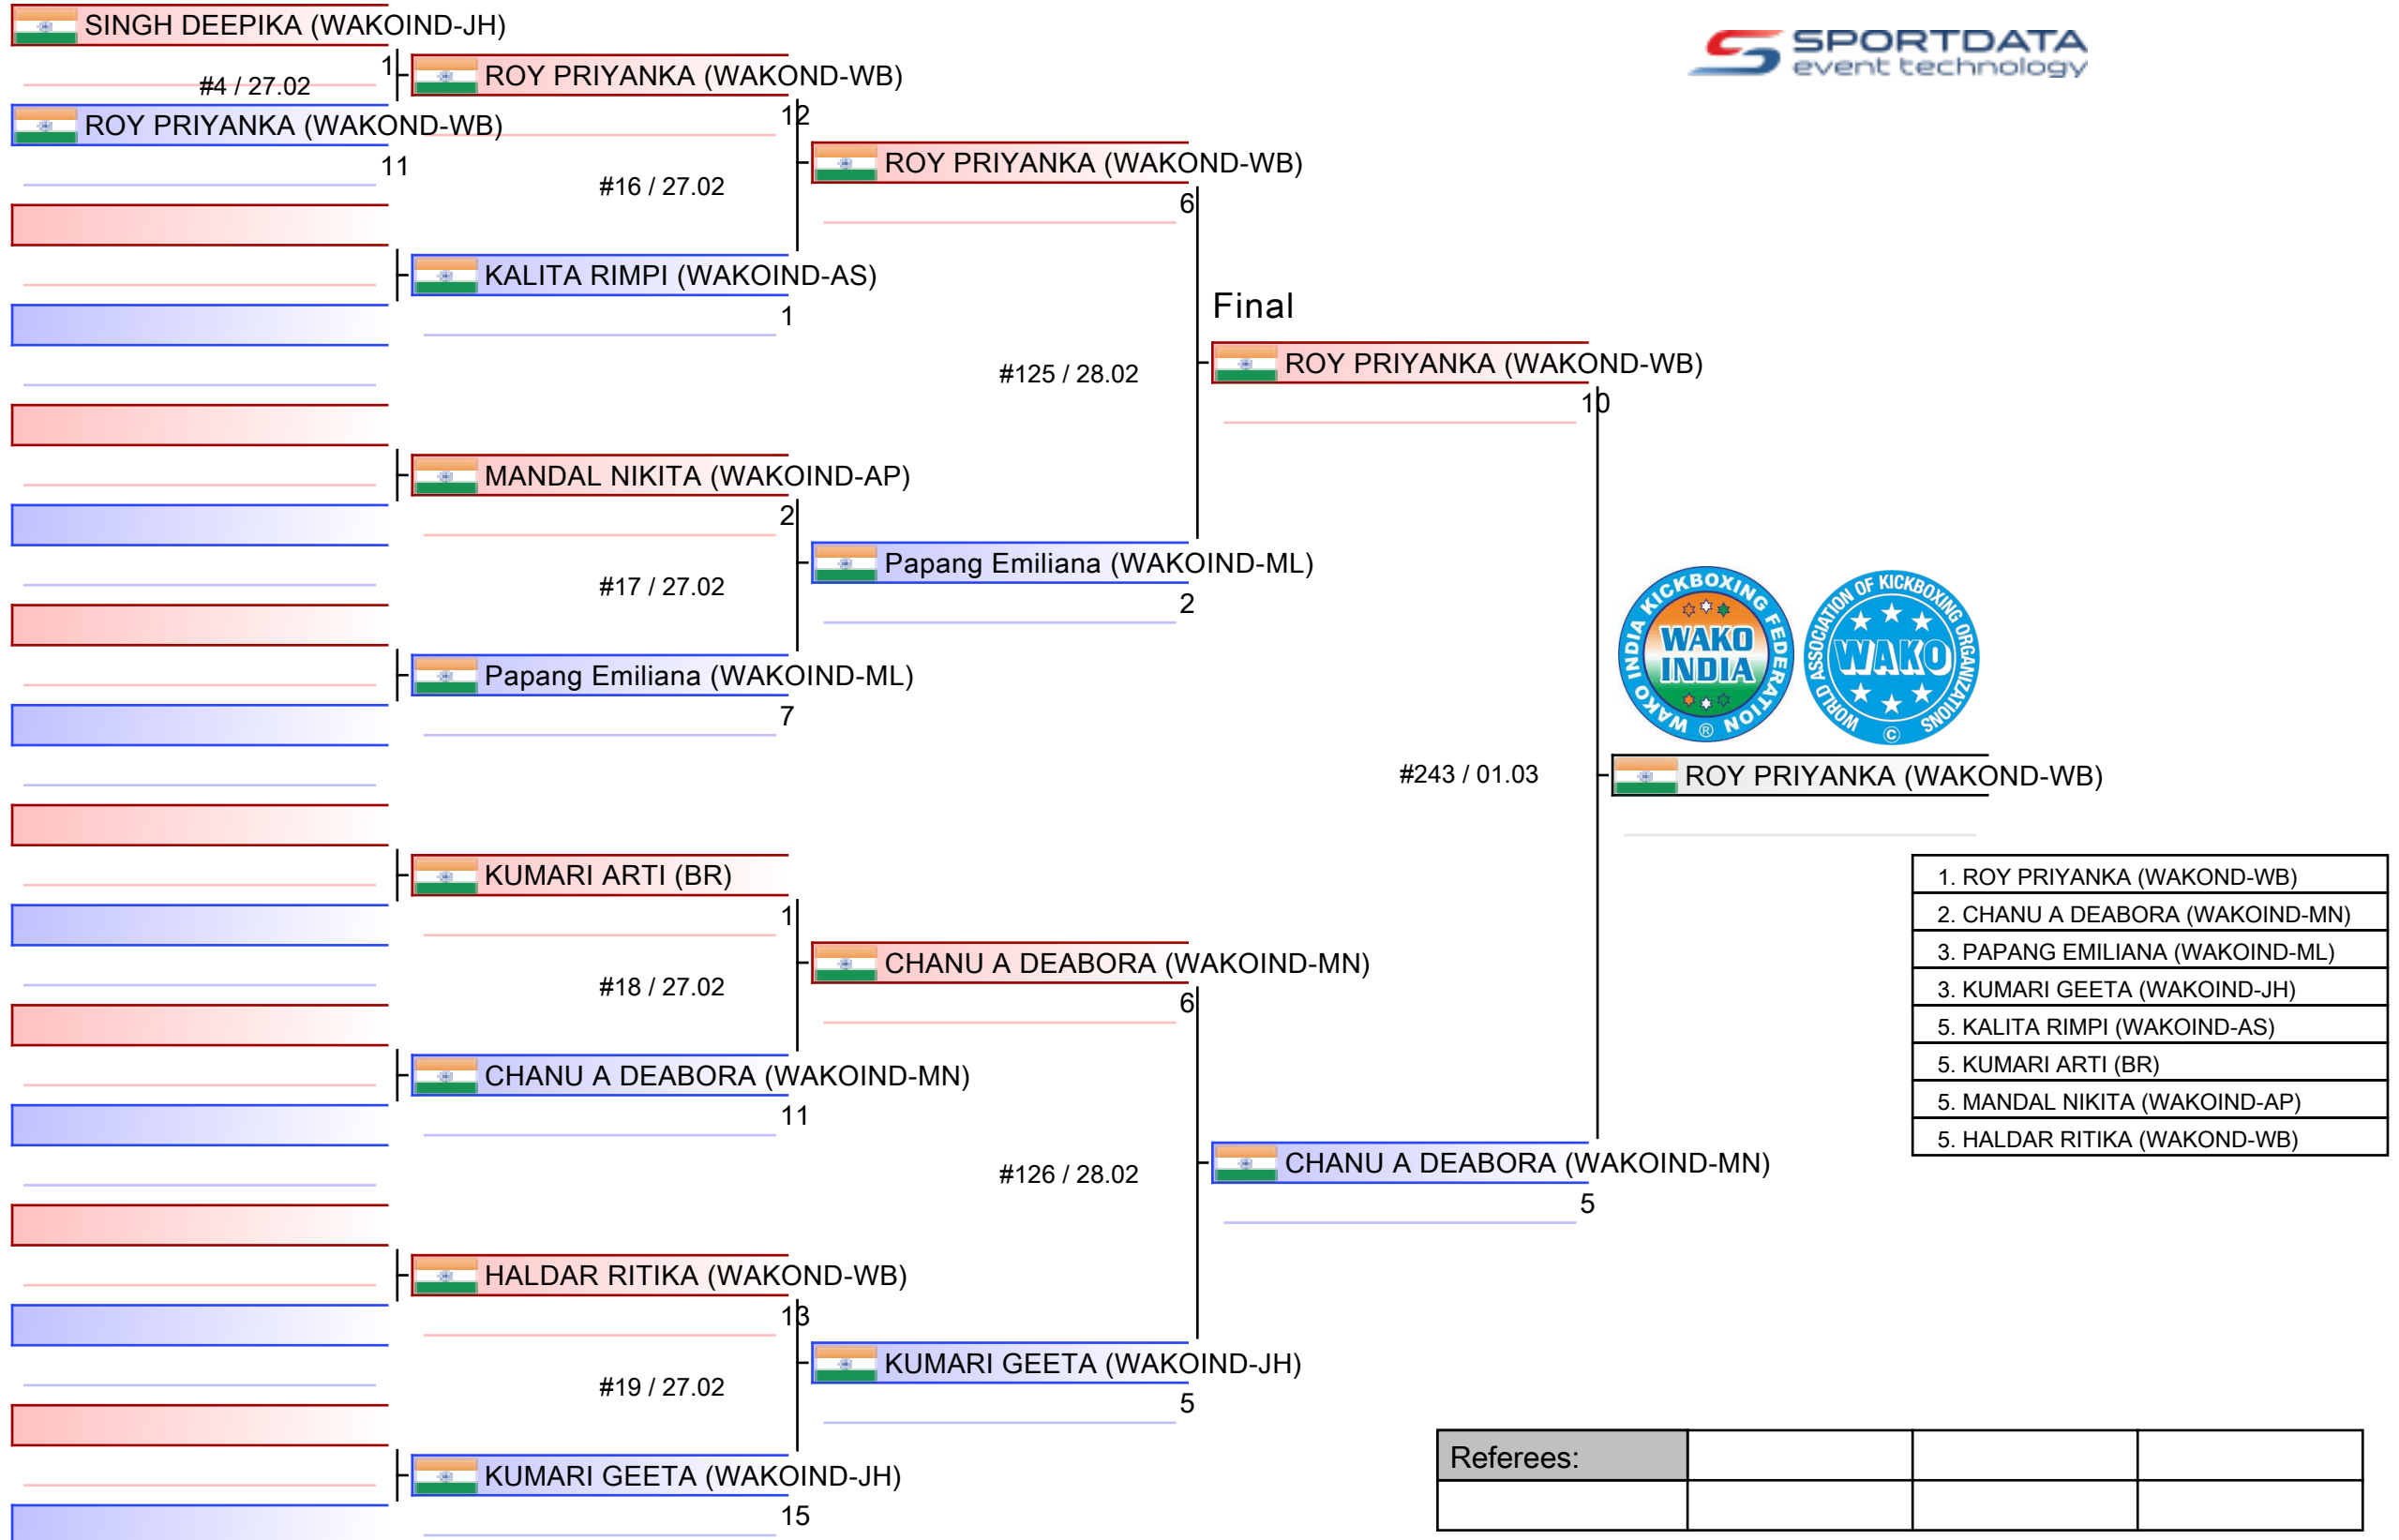 SINGH DEEPIKA (WAKOIND-JH)
1
#4 / 27.02
ROY PRIYANKA (WAKOND-WB)
11
ROY PRIYANKA (WAKOND-WB)
12
#16 / 27.02
KALITA RIMPI (WAKOIND-AS)
1
MANDAL NIKITA (WAKOIND-AP)
2
#17 / 27.02
Papang Emiliana (WAKOIND-ML)
7
KUMARI ARTI (BR)
1
#18 / 27.02
CHANU A DEABORA (WAKOIND-MN)
11
HALDAR RITIKA (WAKOND-WB)
13
#19 / 27.02
KUMARI GEETA (WAKOIND-JH)
15
ROY PRIYANKA (WAKOND-WB)
6
#125 / 28.02
Papang Emiliana (WAKOIND-ML)
2
CHANU A DEABORA (WAKOIND-MN)
6
#126 / 28.02
KUMARI GEETA (WAKOIND-JH)
5
Final
ROY PRIYANKA (WAKOND-WB)
10
#243 / 01.03
CHANU A DEABORA (WAKOIND-MN)
5
SPORTDATA
event technology
WAKO INDIA KICKBOXING FEDERATION
WAKO
INDIA
®
WORLD ASSOCIATION OF KICKBOXING ORGANIZATIONS
WAKO
©
ROY PRIYANKA (WAKOND-WB)
1. ROY PRIYANKA (WAKOND-WB)
2. CHANU A DEABORA (WAKOIND-MN)
3. PAPANG EMILIANA (WAKOIND-ML)
3. KUMARI GEETA (WAKOIND-JH)
5. KALITA RIMPI (WAKOIND-AS)
5. KUMARI ARTI (BR)
5. MANDAL NIKITA (WAKOIND-AP)
5. HALDAR RITIKA (WAKOND-WB)
Referees: